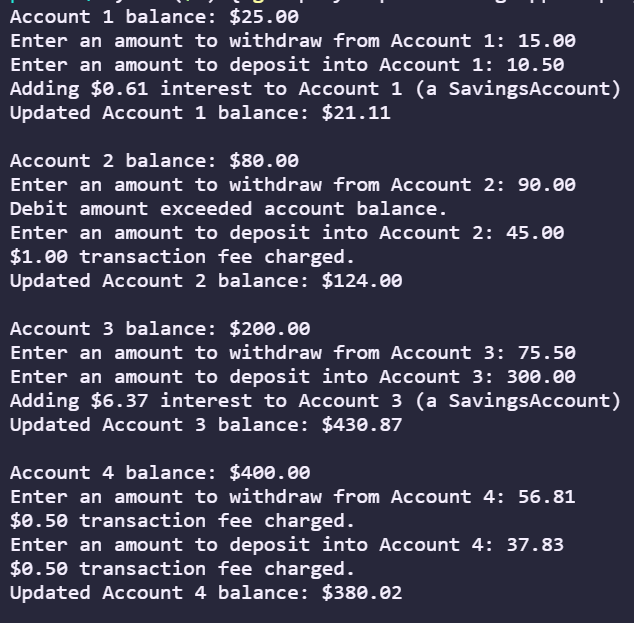 Account 1 balance: $25.00
Enter an amount to withdraw from Account 1: 15.00
Enter an amount to deposit into Account 1: 10.50
Adding $0.61 interest to Account 1 (a SavingsAccount)
Updated Account 1 balance: $21.11
Account 2 balance: $80.00
Enter an amount to withdraw from Account 2: 90.00
Debit amount exceeded account balance.
Enter an amount to deposit into Account 2: 45.00
$1.00 transaction fee charged.
Updated Account 2 balance: $124.00
Account 3 balance: $200.00
Enter an amount to withdraw from Account 3: 75.50
Enter an amount to deposit into Account 3: 300.00
Adding $6.37 interest to Account 3 (a SavingsAccount)
Updated Account 3 balance: $430.87
Account 4 balance: $400.00
Enter an amount to withdraw from Account 4: 56.81
$0.50 transaction fee charged.
Enter an amount to deposit into Account 4: 37.83
$0.50 transaction fee charged.
Updated Account 4 balance: $380.02